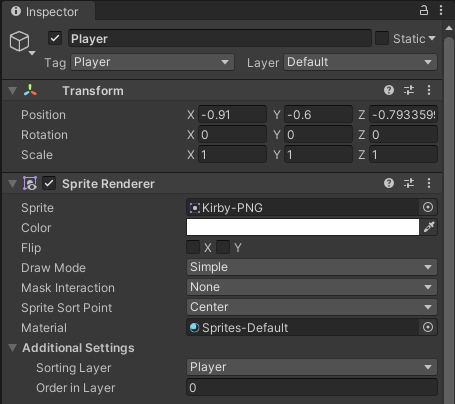 Inspector
Player Static
Tag Player Layer Default
Transform
Position X -0.91 Y -0.6 Z -0.793359
Rotation X 0 Y 0 Z 0
Scale X 1 Y 1 Z 1
Sprite Renderer
Sprite Kirby-PNG
Color
Flip X Y
Draw Mode Simple
Mask Interaction None
Sprite Sort Point Center
Material Sprites-Default
Additional Settings
Sorting Layer Player
Order in Layer 0